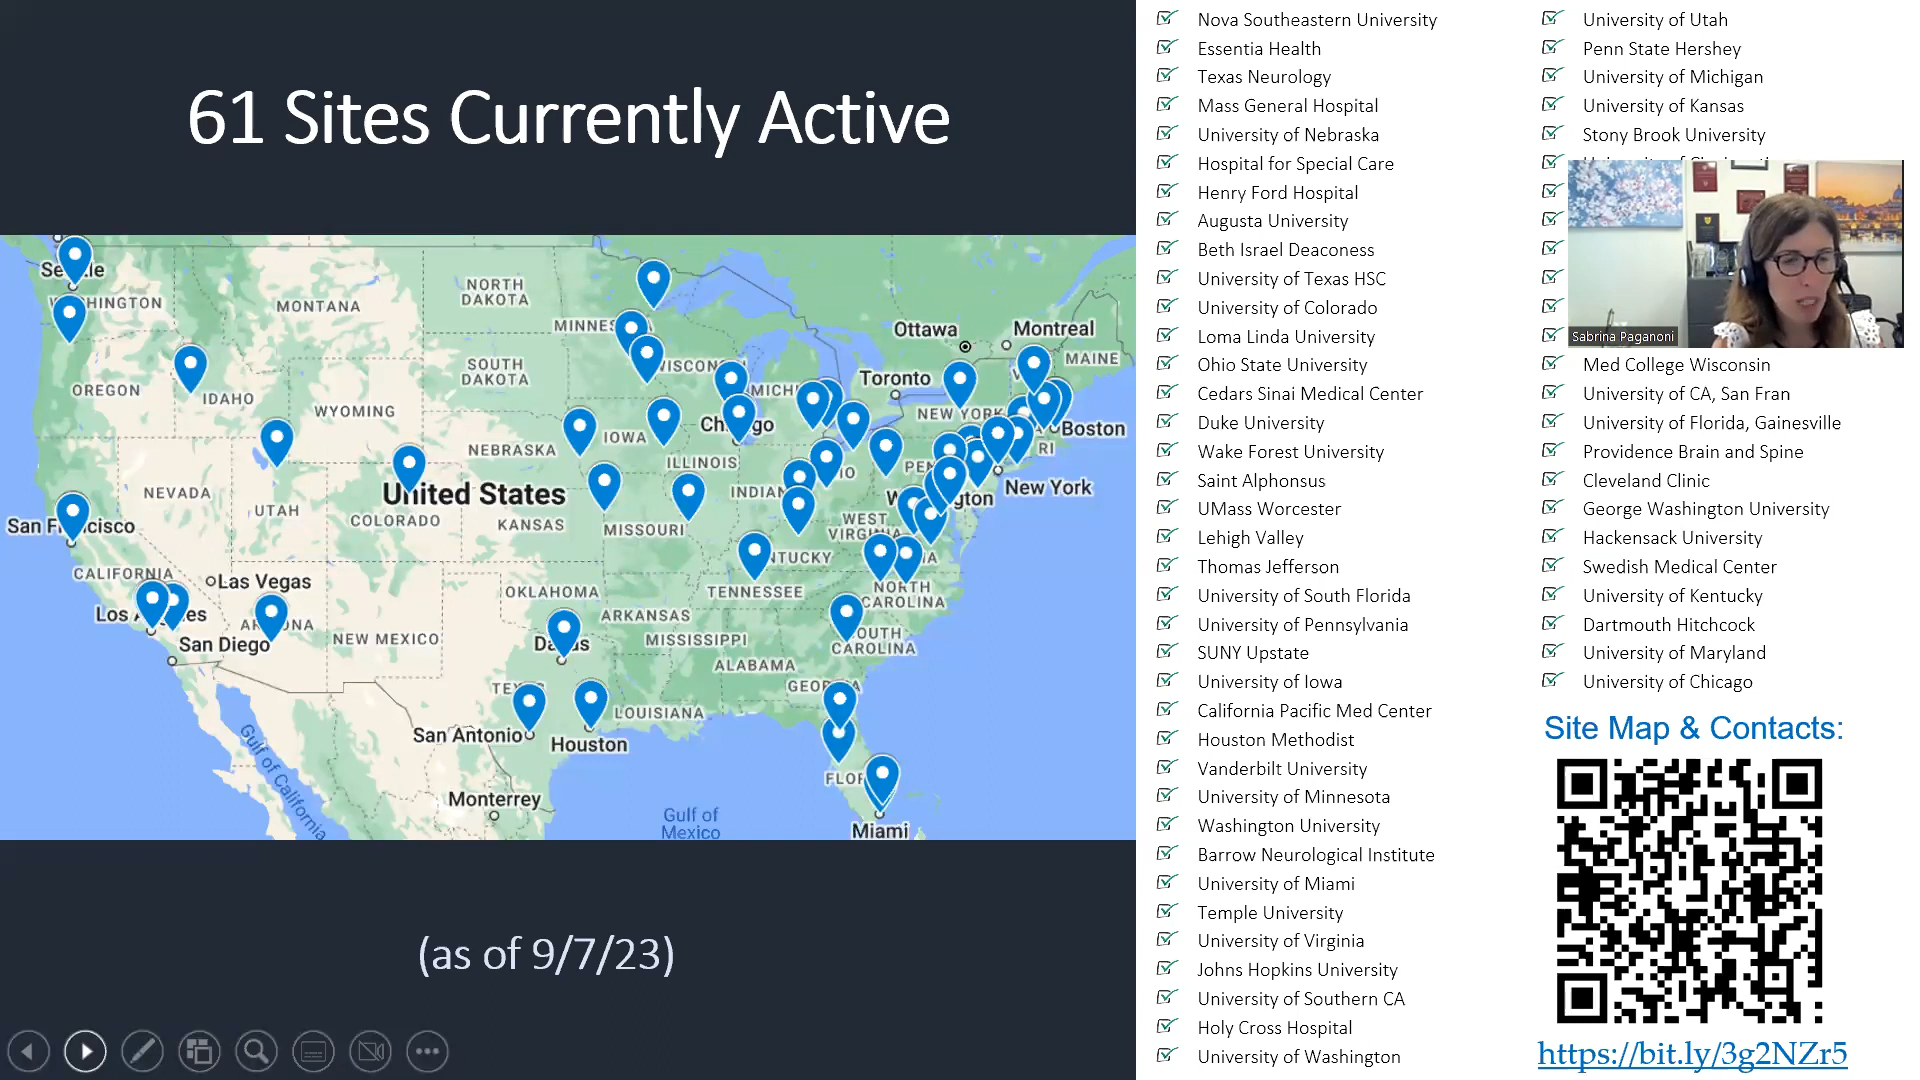 61 Sites Currently Active
Seattle
WASHINGTON
MONTANA
NORTH
DAKOTA
MINNES
Ottawa
Montreal
MAINE
OREGON
IDAHO
SOUTH
DAKOTA
WISCON
MICHI
Toronto
NEW YORK
WYOMING
Chicago
Boston
NEBRASKA
IOWA
ILLINOIS
RI
NEVADA
United States
INDIAN
New York
San Francisco
UTAH
COLORADO
KANSAS
MISSOURI
WEST
VIRGINIA
CALIFORNIA
Las Vegas
OKLAHOMA
TENNESSEE
NORTH
CAROLINA
Los Angeles
NEW MEXICO
ARKANSAS
MISSISSIPPI
San Diego
Dallas
SOUTH
CAROLINA
ALABAMA
GEORGIA
San Antonio
Houston
LOUISIANA
Gulf of California
Monterrey
Gulf of
Mexico
FLOR
Miami
(as of 9/7/23)
Nova Southeastern University
Essentia Health
Texas Neurology
Mass General Hospital
University of Nebraska
Hospital for Special Care
Henry Ford Hospital
Augusta University
Beth Israel Deaconess
University of Texas HSC
University of Colorado
Loma Linda University
Ohio State University
Cedars Sinai Medical Center
Duke University
Wake Forest University
Saint Alphonsus
UMass Worcester
Lehigh Valley
Thomas Jefferson
University of South Florida
University of Pennsylvania
SUNY Upstate
University of Iowa
California Pacific Med Center
Houston Methodist
Vanderbilt University
University of Minnesota
Washington University
Barrow Neurological Institute
University of Miami
Temple University
University of Virginia
Johns Hopkins University
University of Southern CA
Holy Cross Hospital
University of Washington
University of Utah
Penn State Hershey
University of Michigan
University of Kansas
Stony Brook University
Sabrina Paganoni
Med College Wisconsin
University of CA, San Fran
University of Florida, Gainesville
Providence Brain and Spine
Cleveland Clinic
George Washington University
Hackensack University
Swedish Medical Center
University of Kentucky
Dartmouth Hitchcock
University of Maryland
University of Chicago
Site Map & Contacts:
https://bit.ly/3g2NZr5